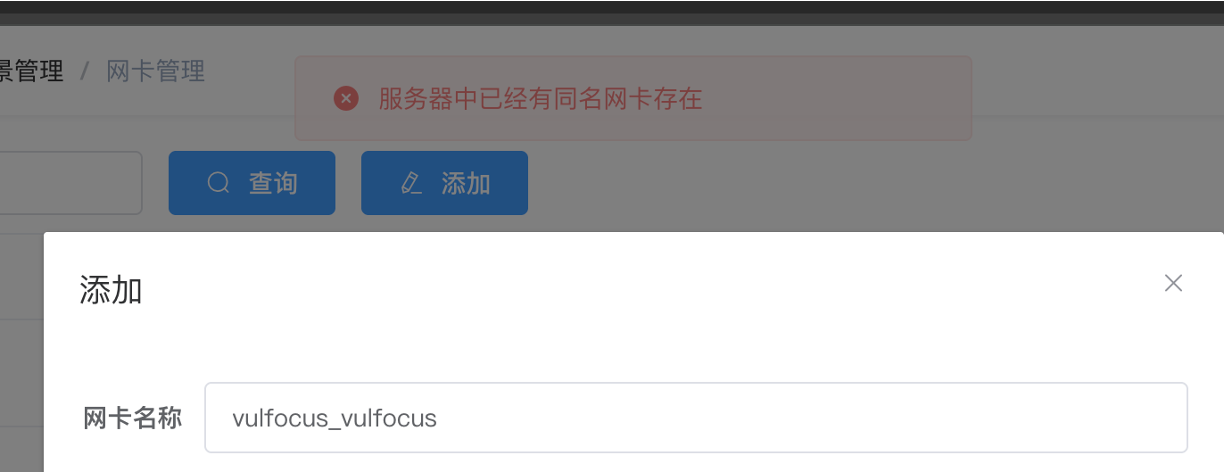 景管理 / 网卡管理
服务器中已经有同名网卡存在
查询 添加
添加
网卡名称 vulfocus_vulfocus